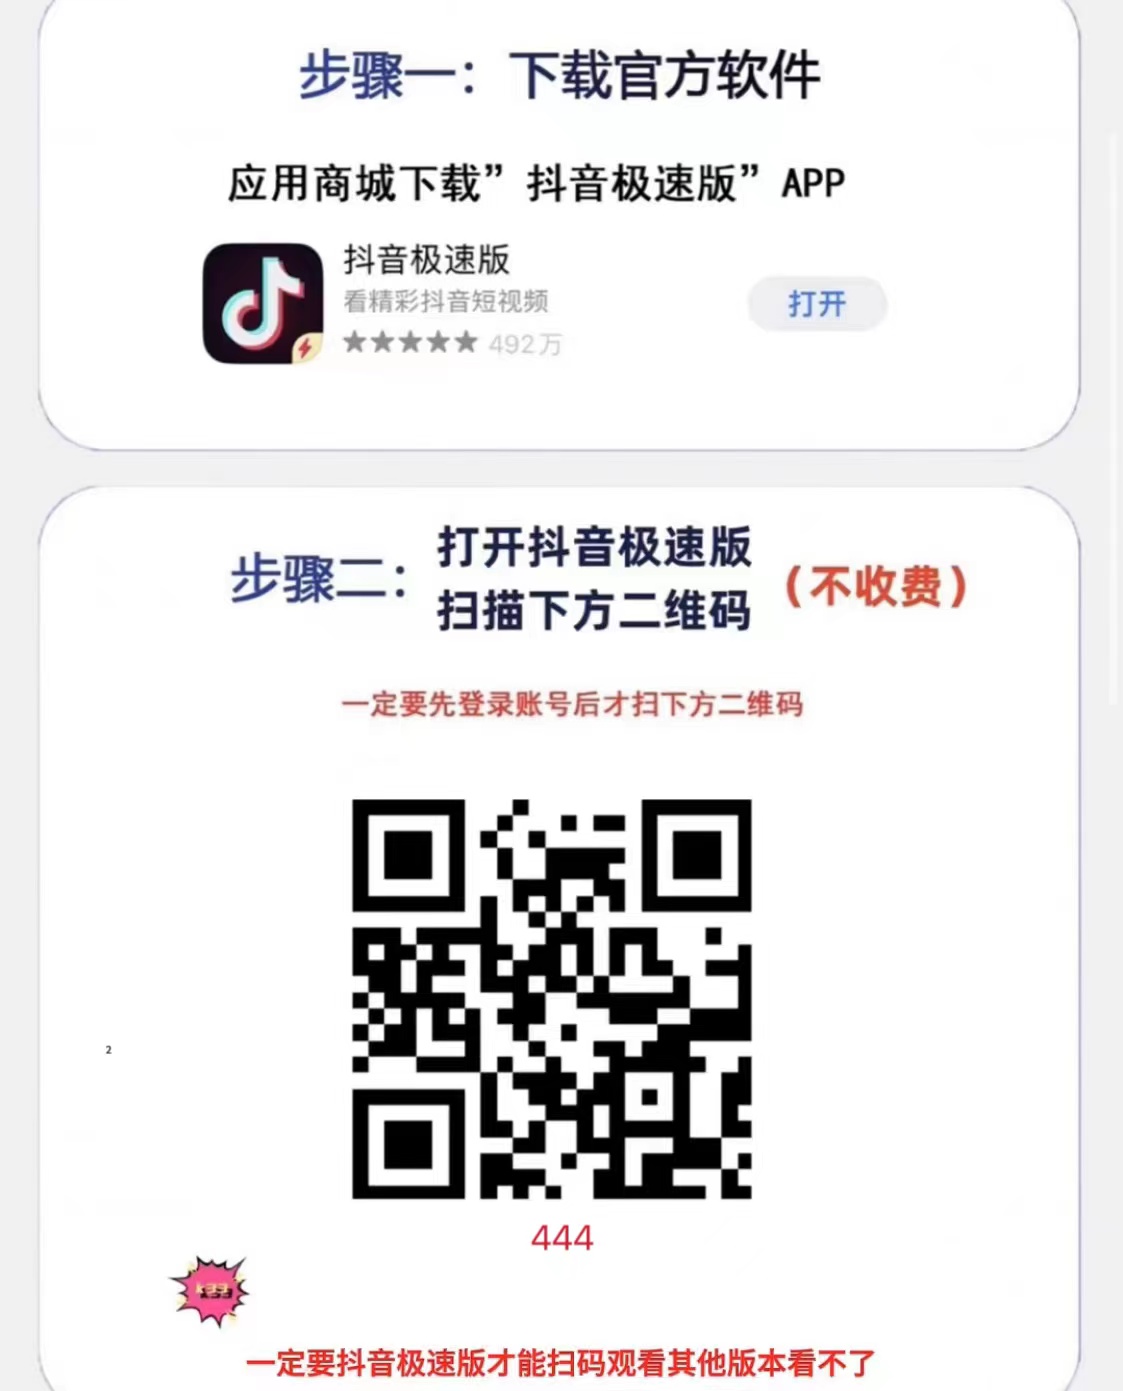 步骤一：下载官方软件
应用商城下载”抖音极速版”APP
抖音极速版
看精彩抖音短视频
492万
打开
步骤二：
打开抖音极速版
扫描下方二维码
（不收费）
一定要先登录账号后才扫下方二维码
2
444
一定要抖音极速版才能扫码观看其他版本看不了